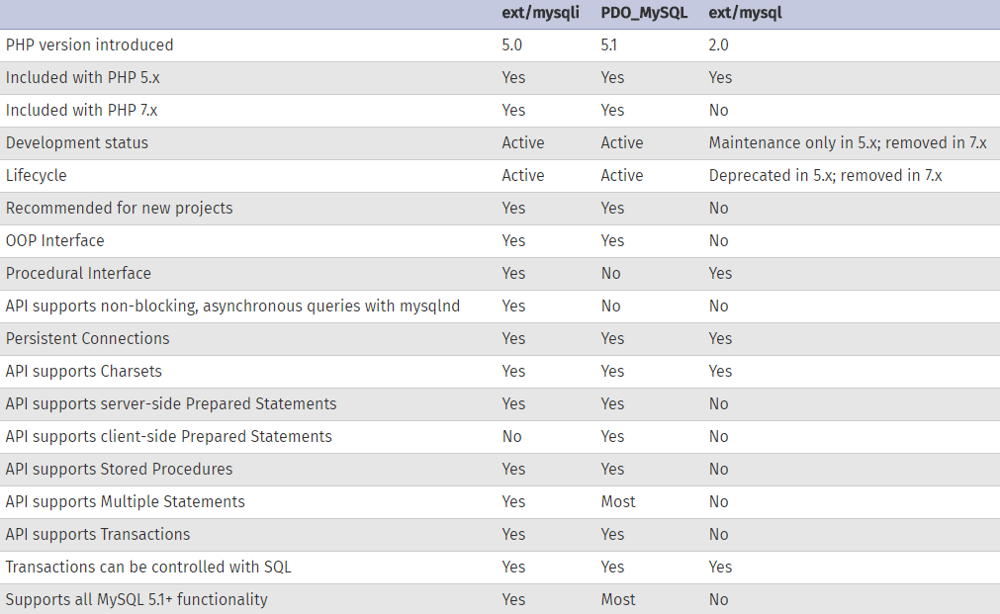 ext/mysqli PDO_MySQL ext/mysql
PHP version introduced 5.0 5.1 2.0
Included with PHP 5.x Yes Yes Yes
Included with PHP 7.x Yes Yes No
Development status Active Active Maintenance only in 5.x; removed in 7.x
Lifecycle Active Active Deprecated in 5.x; removed in 7.x
Recommended for new projects Yes Yes No
OOP Interface Yes Yes No
Procedural Interface Yes No Yes
API supports non-blocking, asynchronous queries with mysqlnd Yes No No
Persistent Connections Yes Yes Yes
API supports Charsets Yes Yes Yes
API supports server-side Prepared Statements Yes Yes No
API supports client-side Prepared Statements No Yes No
API supports Stored Procedures Yes Yes No
API supports Multiple Statements Yes Most No
API supports Transactions Yes Yes No
Transactions can be controlled with SQL Yes Yes Yes
Supports all MySQL 5.1+ functionality Yes Most No